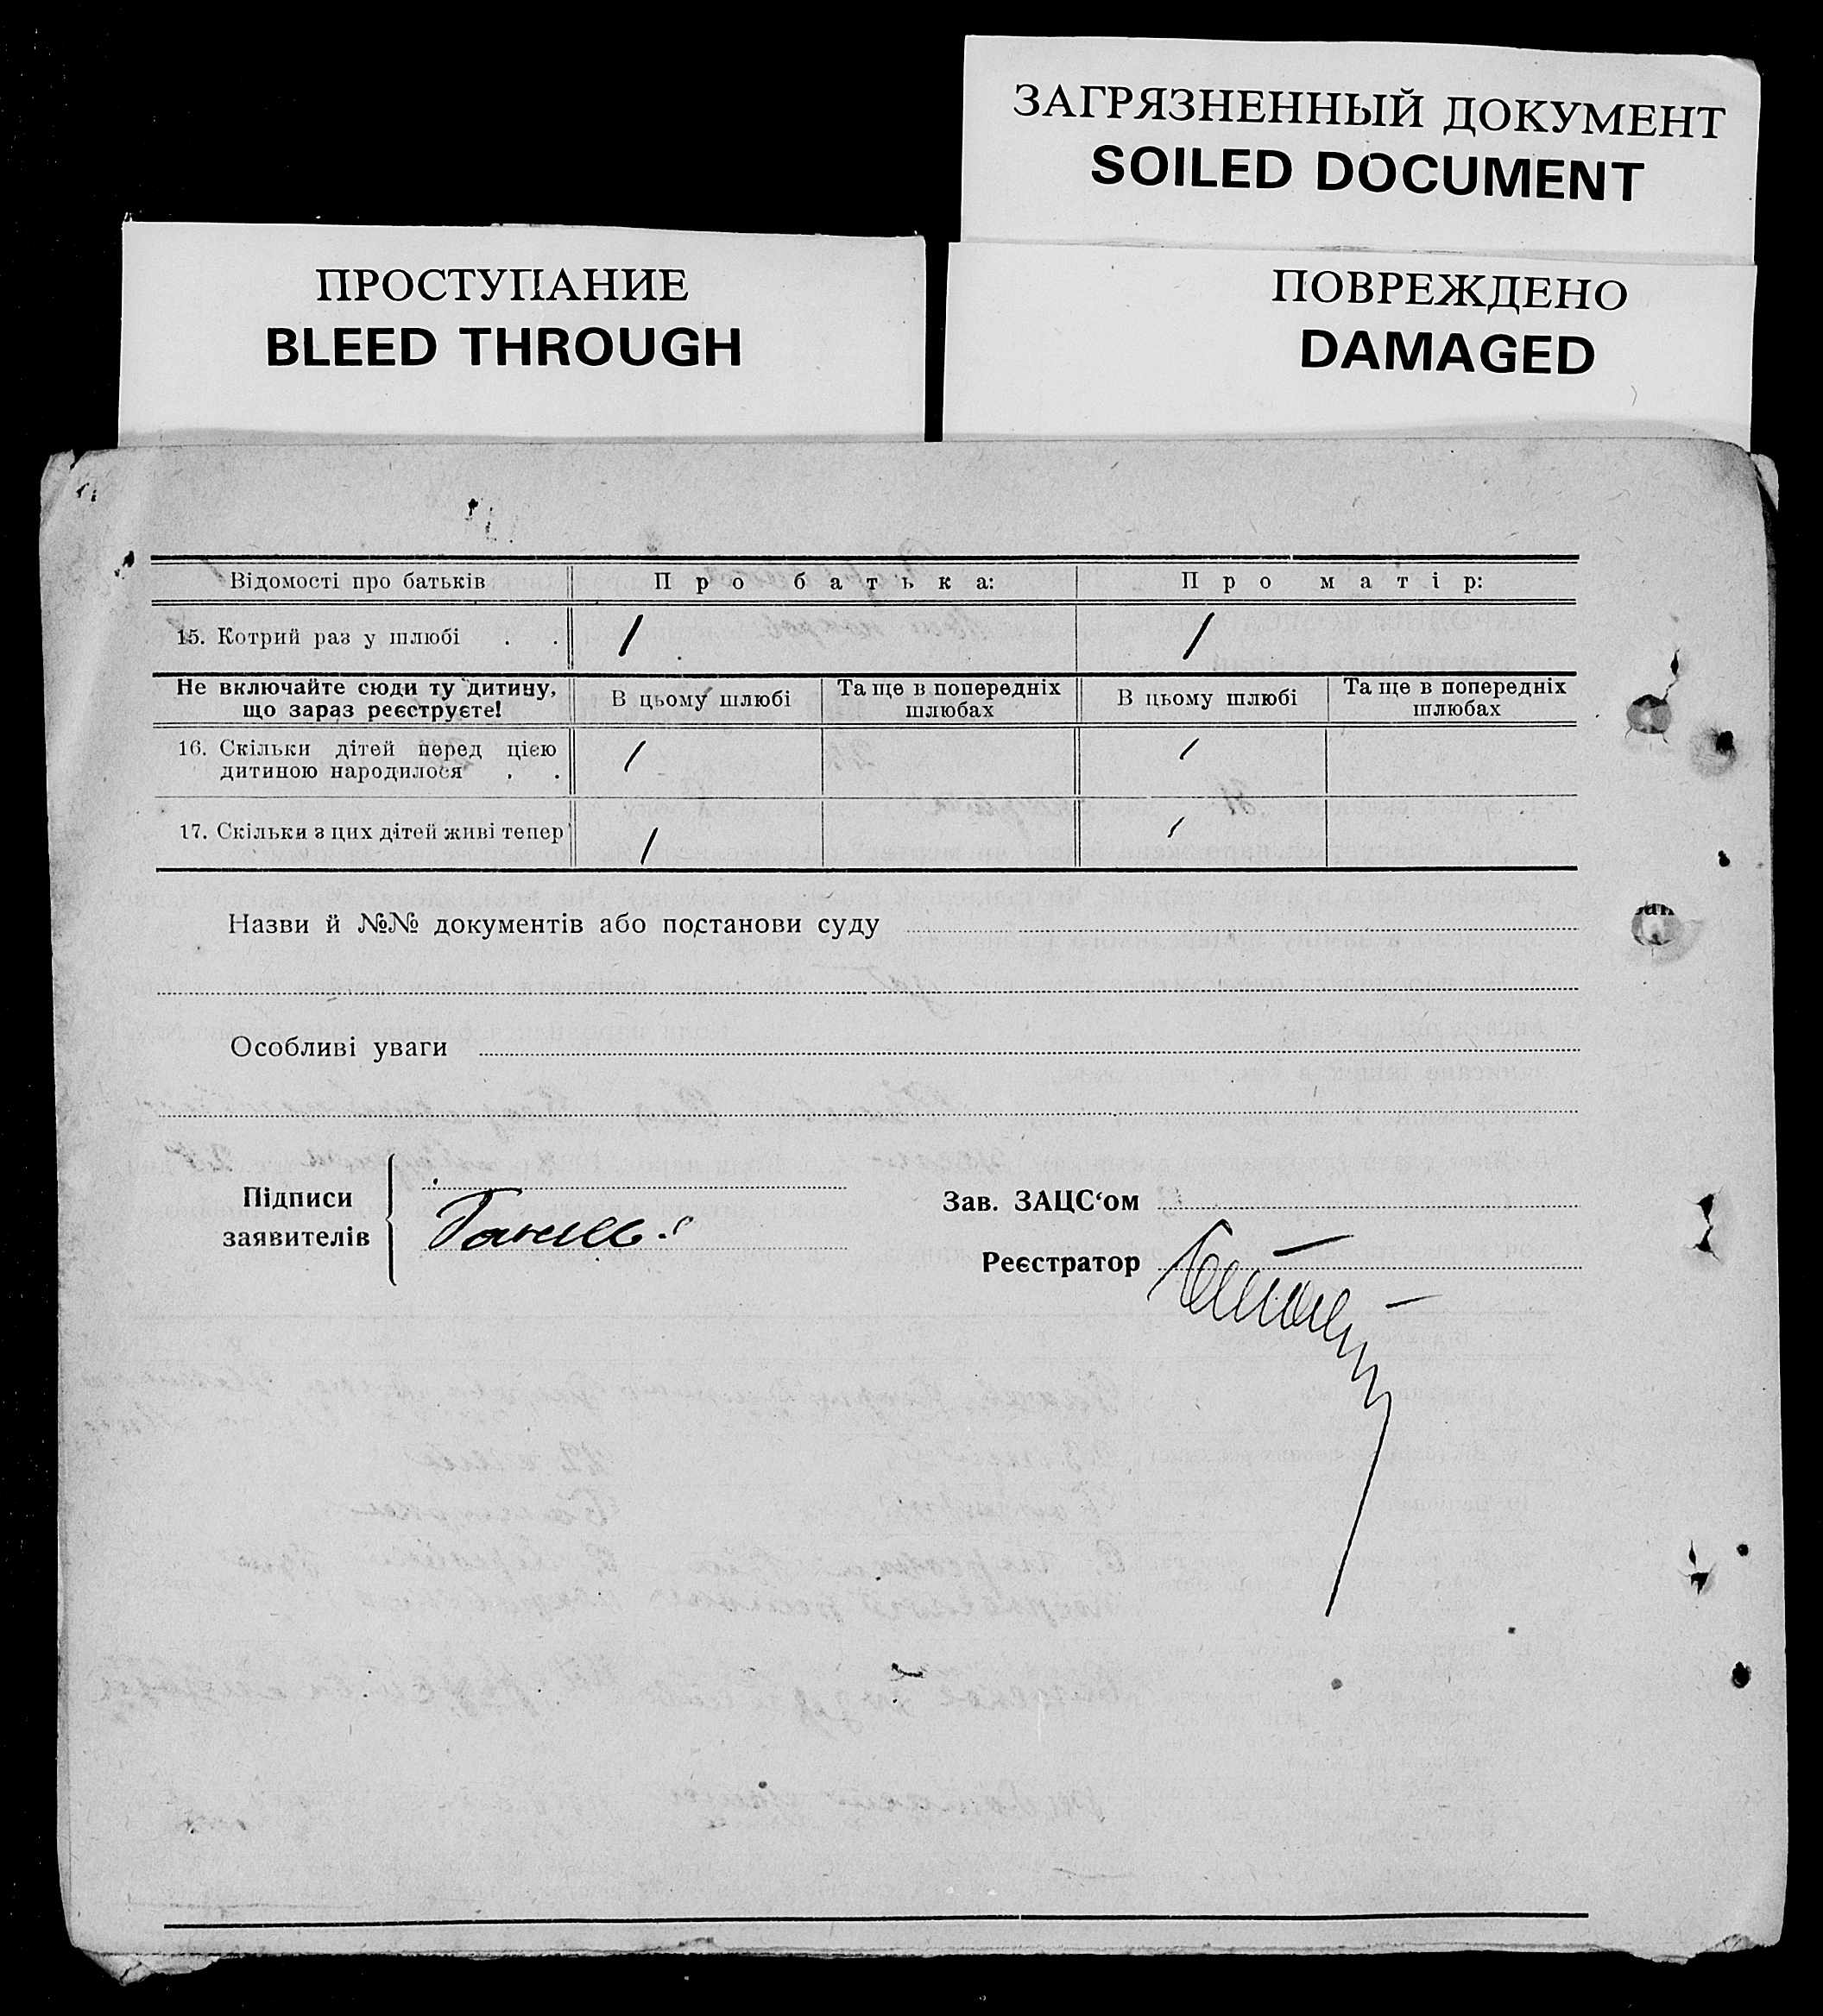 ЗАГРЯЗНЕННЫЙ ДОКУМЕНТ
SOILED DOCUMENT
ПРОСТУПАНИЕ
BLEED THROUGH
ПОВРЕЖДЕНО
DAMAGED
Відомості про батьків Про батька: Про матір:
15. Котрий раз у шлюбі . . 1 1
Не включайте сюди ту дитину, що зараз реєструєте! В цьому шлюбі Та ще в попередніх шлюбах В цьому шлюбі Та ще в попередніх шлюбах
16. Скільки дітей перед цією
дитиною народилося . . 1 1
17. Скільки з цих дітей живі тепер 1 1
Назви й №№ документів або постанови суду
Особливі уваги
Підписи
заявителів
Зав. ЗАЦС‘ом
Реєстратор